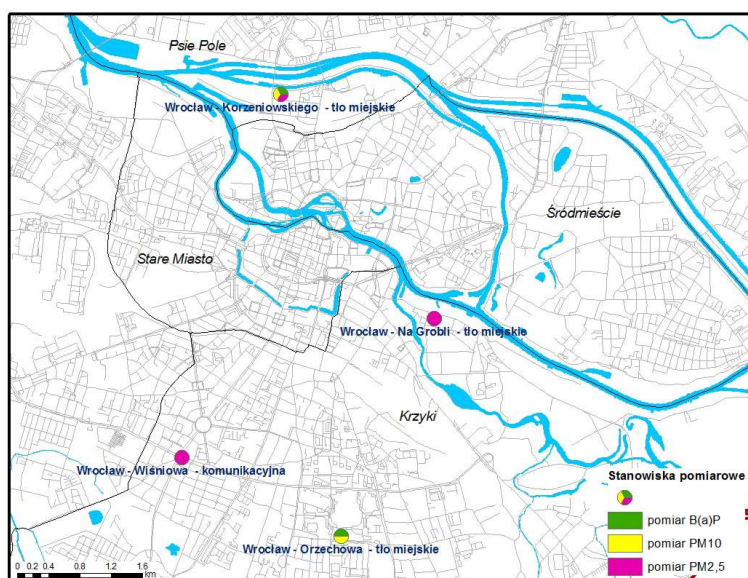 Psie Pole
Wrocław - Korzeniowskiego - tło miejskie
Śródmieście
Stare Miasto
Wrocław - Na Grobli - tło miejskie
Krzyki
Wrocław - Wiśniowa - komunikacyjna
Stanowiska pomiarowe
pomiar B(a)P
pomiar PM10
Wrocław - Orzechowa - tło miejskie
pomiar PM2,5
0 0.2 0.4 0.8 1.2 1.6
km